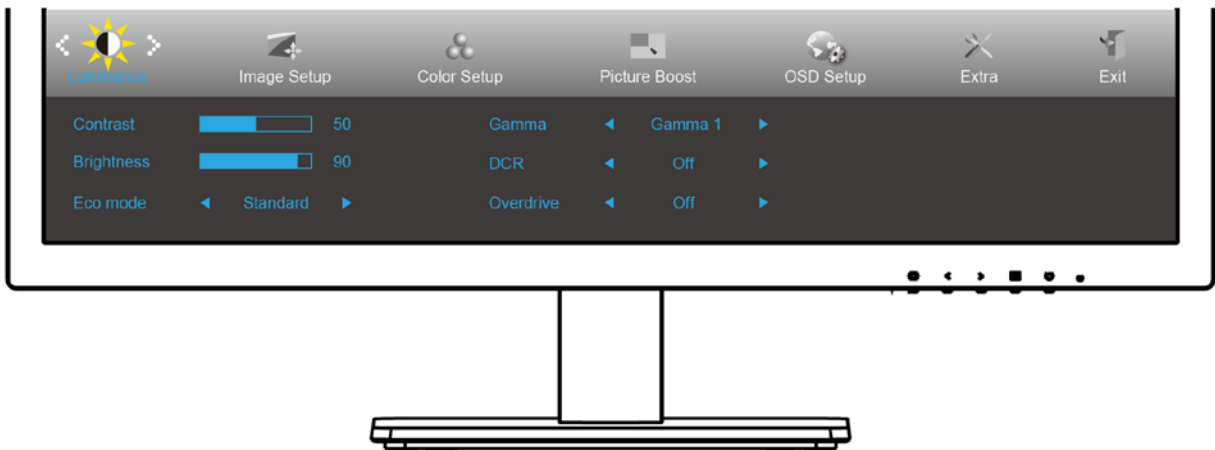 Luminance
Image Setup
Color Setup
Picture Boost
OSD Setup
Extra
Exit
Contrast 50 Gamma Gamma 1
Brightness 90 DCR Off
Eco mode Standard Overdrive Off